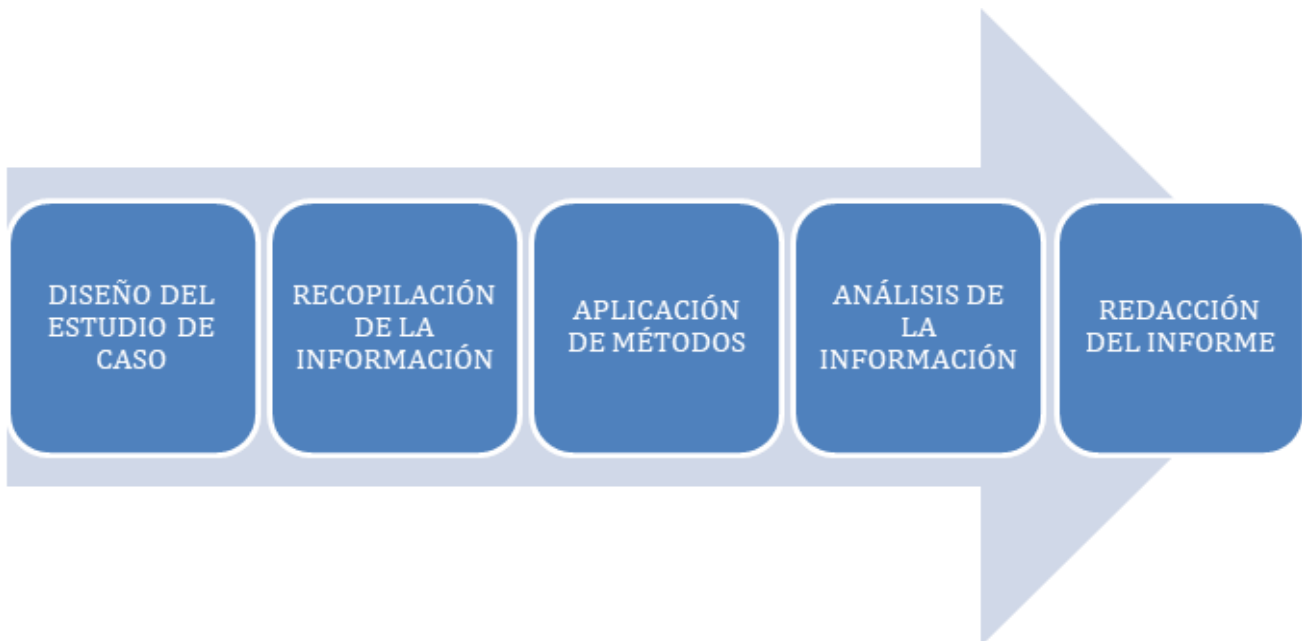 DISEÑO DEL
ESTUDIO DE
CASO
RECOPILACIÓN
DE LA
INFORMACIÓN
APLICACIÓN
DE MÉTODOS
ANÁLISIS DE
LA
INFORMACIÓN
REDACCIÓN
DEL INFORME